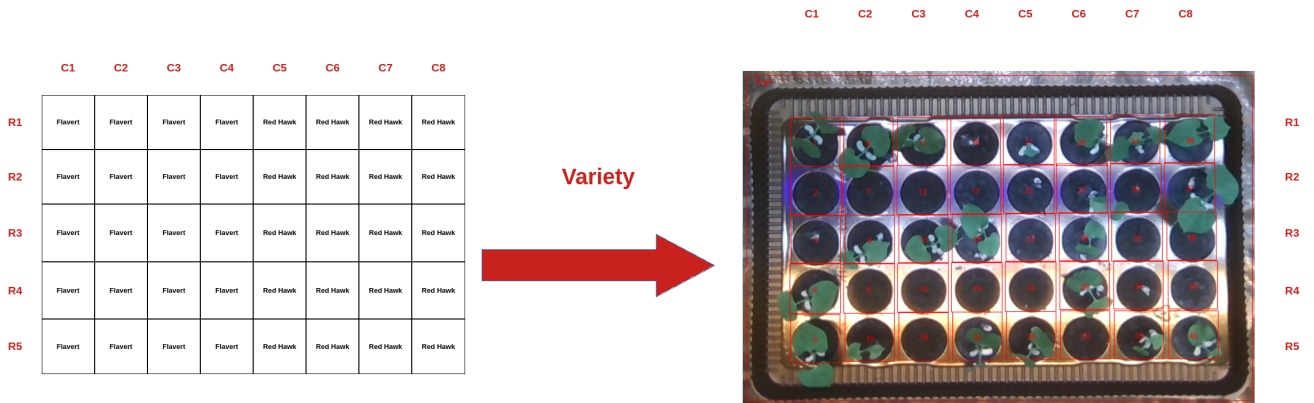 C1 C2 C3 C4 C5 C6 C7 C8
C1 C2 C3 C4 C5 C6 C7 C8
R1 Flavert Flavert Flavert Flavert Red Hawk Red Hawk Red Hawk Red Hawk R1
R2 Flavert Flavert Flavert Flavert Red Hawk Red Hawk Red Hawk Red Hawk R2
Variety
R3 Flavert Flavert Flavert Flavert Red Hawk Red Hawk Red Hawk Red Hawk R3
R4 Flavert Flavert Flavert Flavert Red Hawk Red Hawk Red Hawk Red Hawk R4
R5 Flavert Flavert Flavert Flavert Red Hawk Red Hawk Red Hawk Red Hawk R5